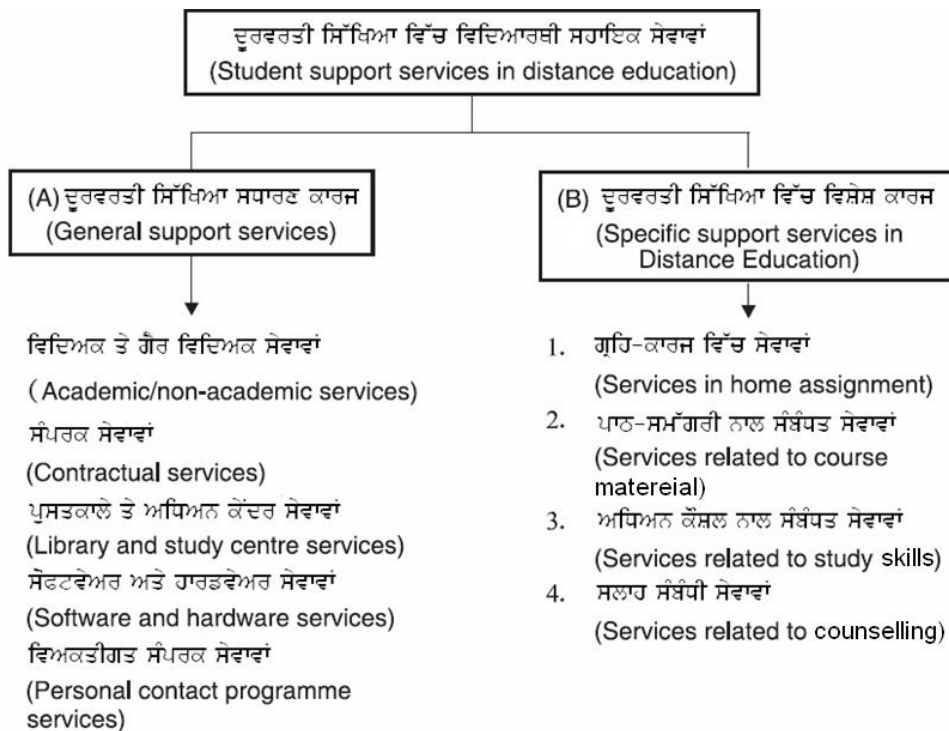 ਦੂਰਵਰਤੀ ਸਿੱਖਿਆ ਵਿੱਚ ਵਿਦਿਆਰਥੀ ਸਹਾਇਕ ਸੇਵਾਵਾਂ
(Student support services in distance education)
(A) ਦੂਰਵਰਤੀ ਸਿੱਖਿਆ ਸਧਾਰਣ ਕਾਰਜ
(General support services)
ਵਿਦਿਅਕ ਤੇ ਗੈਰ ਵਿਦਿਅਕ ਸੇਵਾਵਾਂ
(Academic/non-academic services)
ਸੰਪਰਕ ਸੇਵਾਵਾਂ
(Contractual services)
ਪੁਸਤਕਾਲੇ ਤੇ ਅਧਿਅਨ ਕੇਂਦਰ ਸੇਵਾਵਾਂ
(Library and study centre services)
ਸੌਫਟਵੇਅਰ ਅਤੇ ਹਾਰਡਵੇਅਰ ਸੇਵਾਵਾਂ
(Software and hardware services)
ਵਿਅਕਤੀਗਤ ਸੰਪਰਕ ਸੇਵਾਵਾਂ
(Personal contact programme
services)
(B) ਦੂਰਵਰਤੀ ਸਿੱਖਿਆ ਵਿੱਚ ਵਿਸ਼ੇਸ਼ ਕਾਰਜ
(Specific support services in
Distance Education)
1. ਗ੍ਰਹਿ-ਕਾਰਜ ਵਿੱਚ ਸੇਵਾਵਾਂ
(Services in home assignment)
2. ਪਾਠ-ਸਮੱਗਰੀ ਨਾਲ ਸੰਬੰਧਤ ਸੇਵਾਵਾਂ
(Services related to course
matereial)
3. ਅਧਿਅਨ ਕੌਸ਼ਲ ਨਾਲ ਸੰਬੰਧਤ ਸੇਵਾਵਾਂ
(Services related to study skills)
4. ਸਲਾਹ ਸੰਬੰਧੀ ਸੇਵਾਵਾਂ
(Services related to counselling)